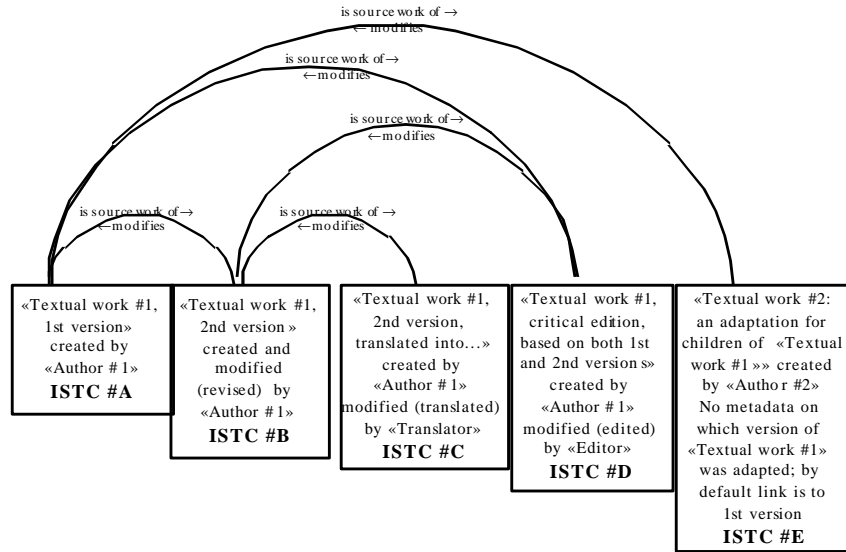 is source work of →
← modifies
is source work of →
← modifies
is source work of →
← modifies
is source work of →
← modifies
is source work of →
← modifies
«Textual work #1,
1st version»
created by
«Author #1»
ISTC #A
«Textual work #1,
2nd version»
created and
modified
(revised) by
«Author #1»
ISTC #B
«Textual work #1,
2nd version,
translated into…»
created by
«Author #1»
modified (translated)
by «Translator»
ISTC #C
«Textual work #1,
critical edition,
based on both 1st
and 2nd versions»
created by
«Author #1»
modified (edited)
by «Editor»
ISTC #D
«Textual work #2:
an adaptation for
children of «Textual
work #1»» created
by «Author #2»
No metadata on
which version of
«Textual work #1»
was adapted; by
default link is to
1st version
ISTC #E